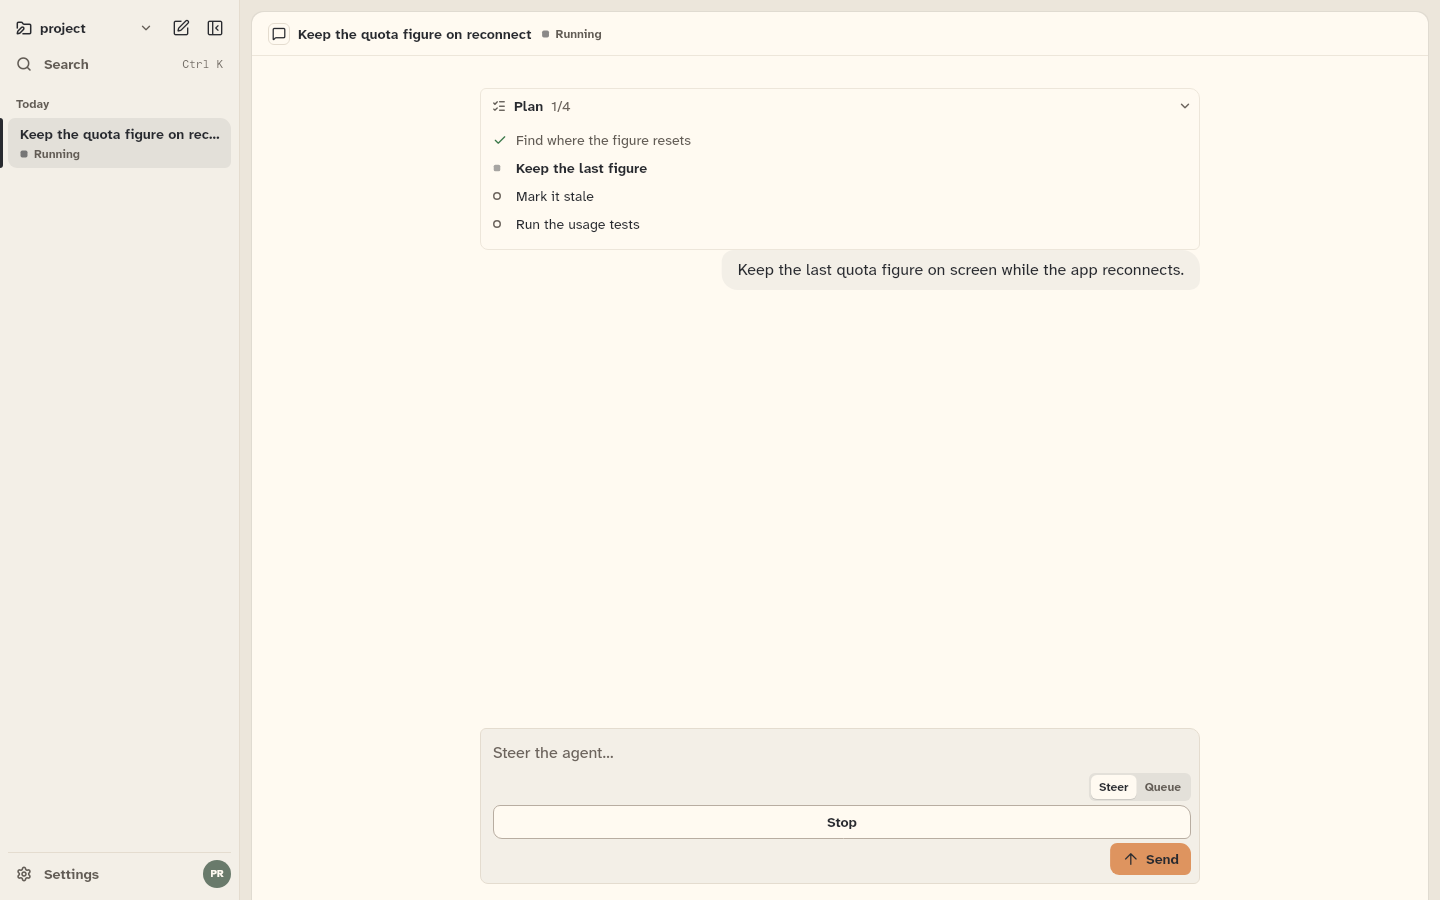 project
Search Ctrl K
Today
Keep the quota figure on rec...
Running
Settings PR
Keep the quota figure on reconnect Running
Plan 1/4
Find where the figure resets
Keep the last figure
Mark it stale
Run the usage tests
Keep the last quota figure on screen while the app reconnects.
Steer the agent...
Steer Queue
Stop
Send